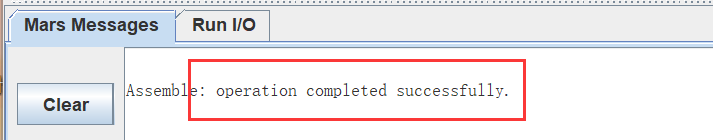 Mars Messages
Run I/O
Assemble: operation completed successfully.
Clear